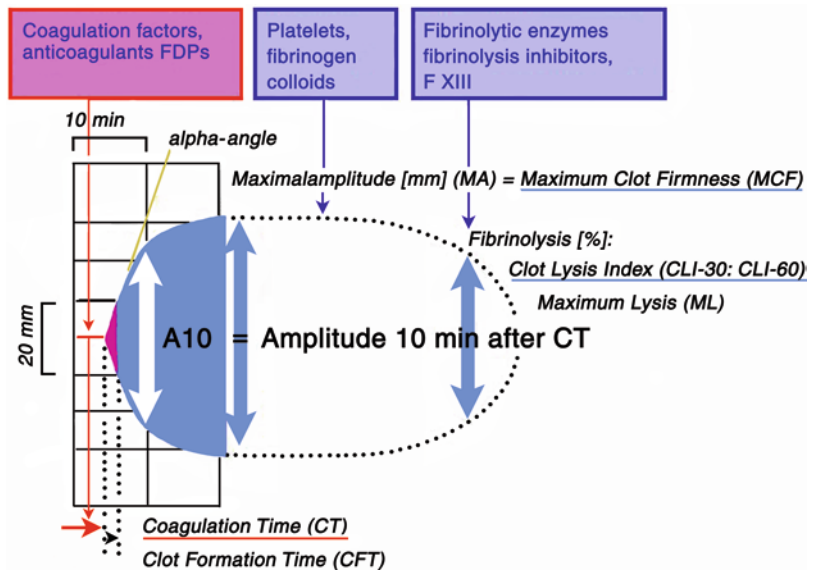 Coagulation factors,
anticoagulants FDPs
Platelets,
fibrinogen
colloids
Fibrinolytic enzymes
fibrinolysis inhibitors,
F XIII
10 min
alpha-angle
Maximalamplitude [mm] (MA) = Maximum Clot Firmness (MCF)
Fibrinolysis [%]:
Clot Lysis Index (CLI-30: CLI-60)
Maximum Lysis (ML)
20 mm
A10 = Amplitude 10 min after CT
Coagulation Time (CT)
Clot Formation Time (CFT)